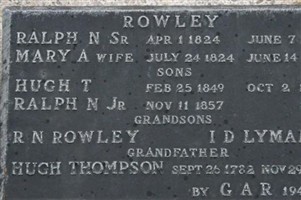 ROWLEY
RALPH N SR APR 1 1824 JUNE 7
MARY A WIFE JULY 24 1824 JUNE 14
SONS
HUGH T FEB 25 1849 OCT 2
RALPH N JR NOV 11 1857
GRANDSONS
R N ROWLEY I D LYMA
GRANDFATHER
HUGH THOMPSON SEPT 26 1782 NOV 29
BY G A R 194